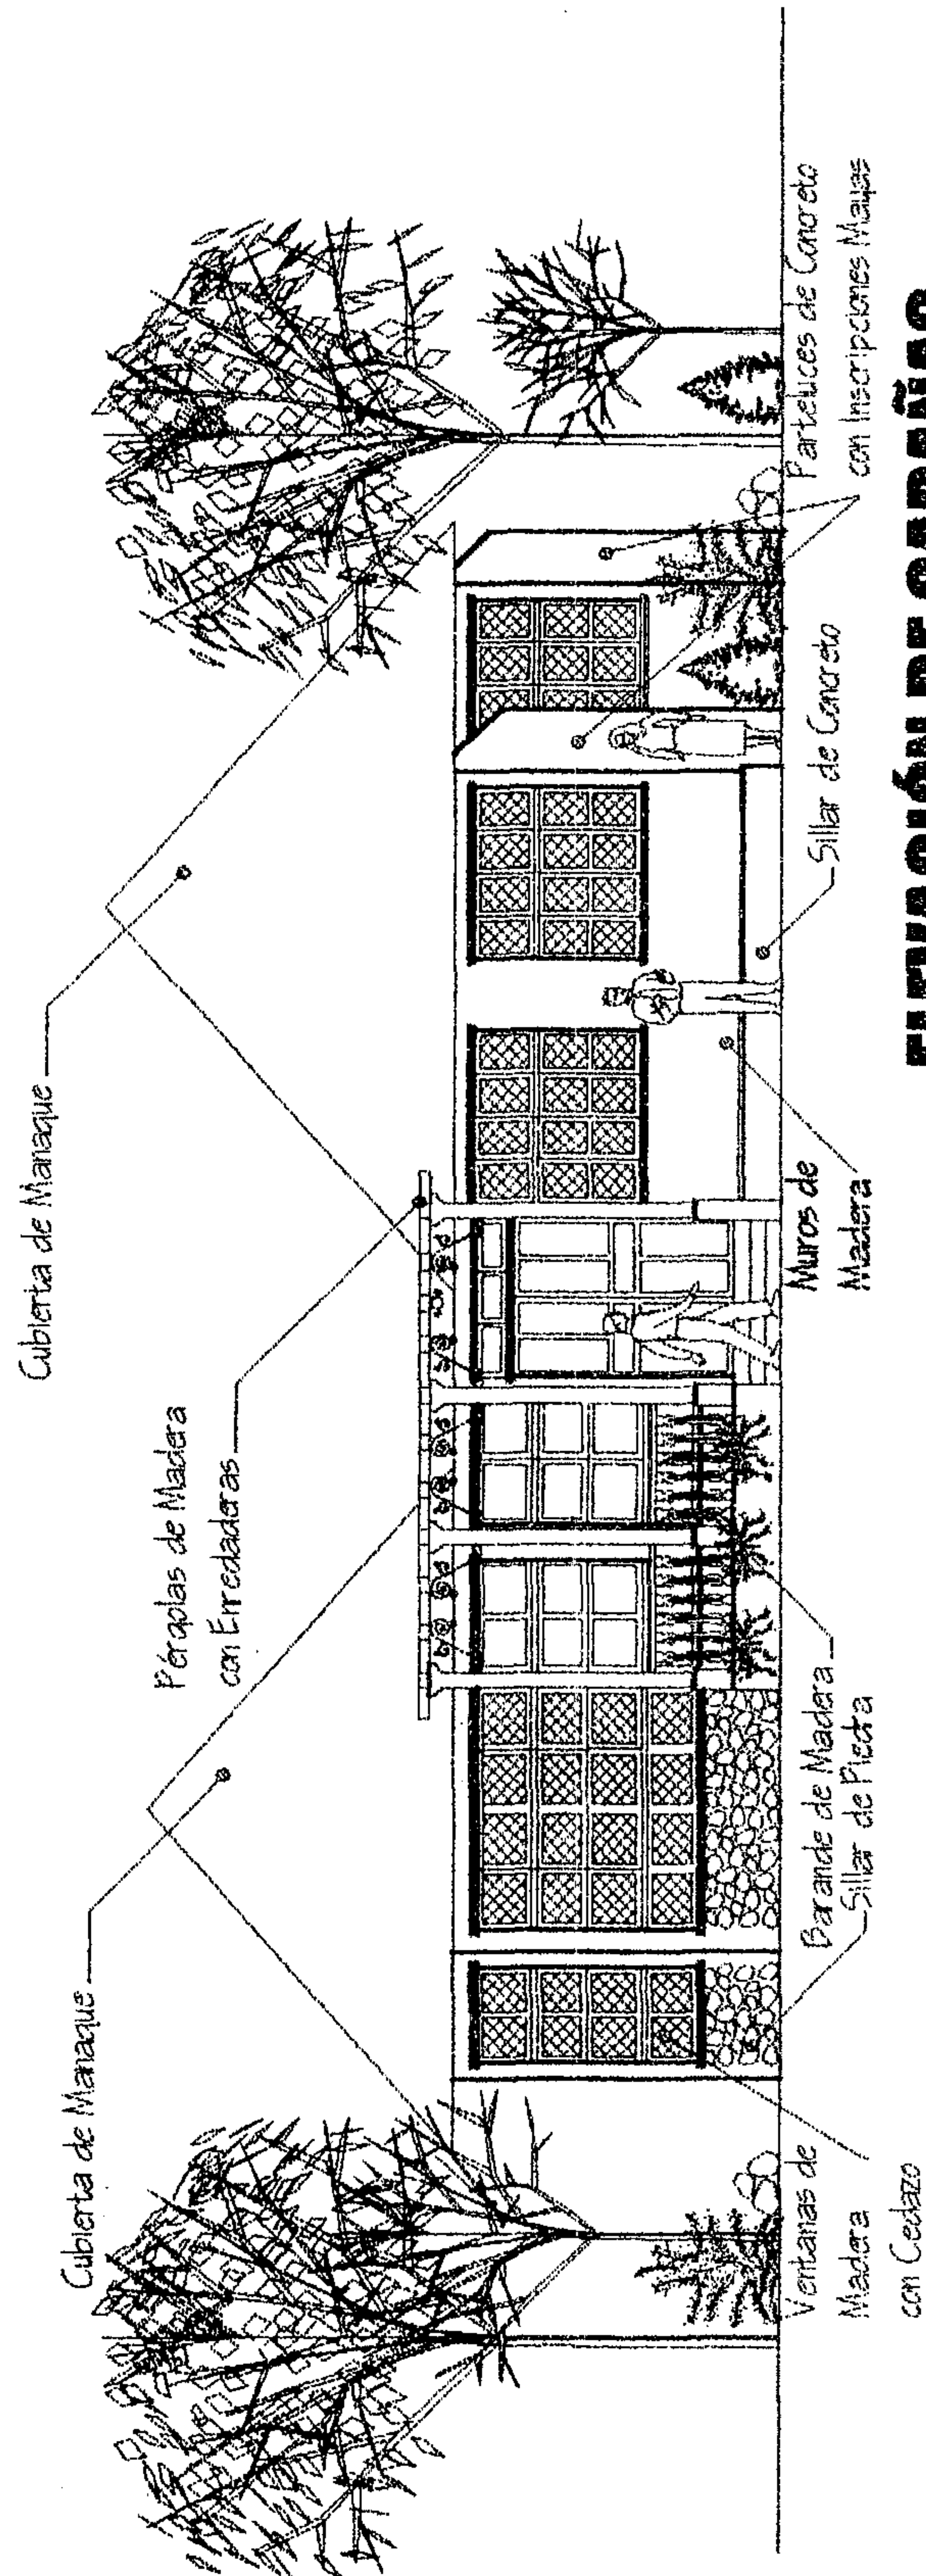 Cubierta de Manaque
Cubierta de Manaque
Pérgolas de Madera
con Enredaderas
Ventanas de
Madera
con Cedazo
Barande de Madera
Sillar de Piedra
Muros de
Madera
Sillar de Concreto
Parteluces de Concreto
con Inscripciones Mayas